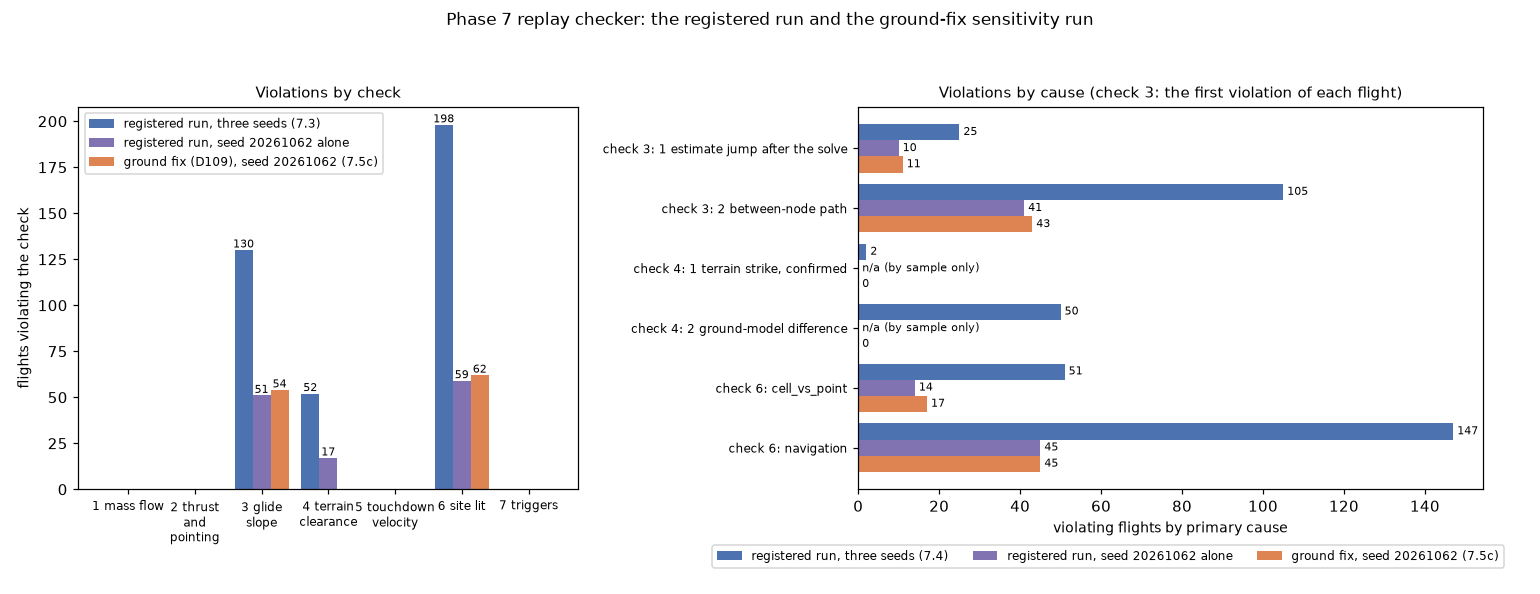 Phase 7 replay checker: the registered run and the ground-fix sensitivity run
Violations by check
flights violating the check
200
175
150
125
100
75
50
25
0
registered run, three seeds (7.3)
registered run, seed 20261062 alone
ground fix (D109), seed 20261062 (7.5c)
130
51
54
52
17
198
59
62
1 mass flow
2 thrust
and
pointing
3 glide
slope
4 terrain
clearance
5 touchdown
velocity
6 site lit
7 triggers
Violations by cause (check 3: the first violation of each flight)
check 3: 1 estimate jump after the solve
25
10
11
check 3: 2 between-node path
105
41
43
check 4: 1 terrain strike, confirmed
2
n/a (by sample only)
0
check 4: 2 ground-model difference
50
n/a (by sample only)
0
check 6: cell_vs_point
51
14
17
check 6: navigation
147
45
45
0
20
40
60
80
100
120
140
violating flights by primary cause
registered run, three seeds (7.4)
registered run, seed 20261062 alone
ground fix, seed 20261062 (7.5c)